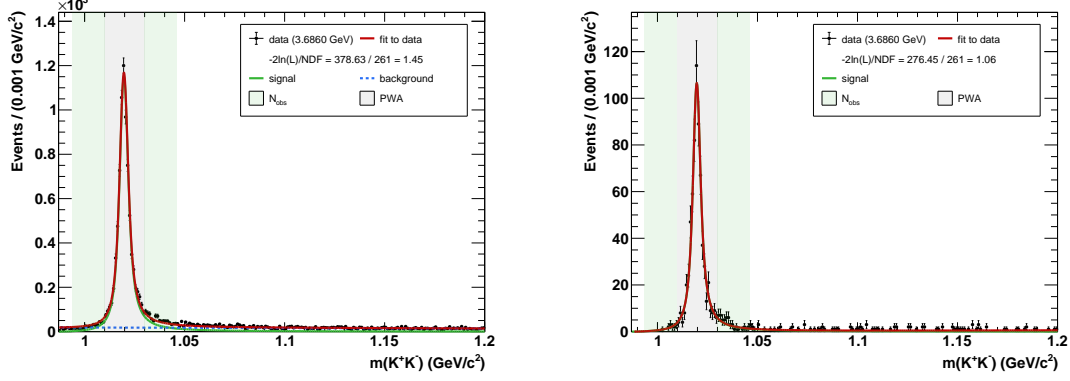 ×10³
data (3.6860 GeV) fit to data
-2ln(L)/NDF = 378.63 / 261 = 1.45
signal background
N_obs PWA
Events / (0.001 GeV/c²)
1.4
1.2
1
0.8
0.6
0.4
0.2
0
1 1.05 1.1 1.15 1.2
m(K⁺K⁻) (GeV/c²)
data (3.6860 GeV) fit to data
-2ln(L)/NDF = 276.45 / 261 = 1.06
signal
N_obs PWA
Events / (0.001 GeV/c²)
120
100
80
60
40
20
0
1 1.05 1.1 1.15 1.2
m(K⁺K⁻) (GeV/c²)